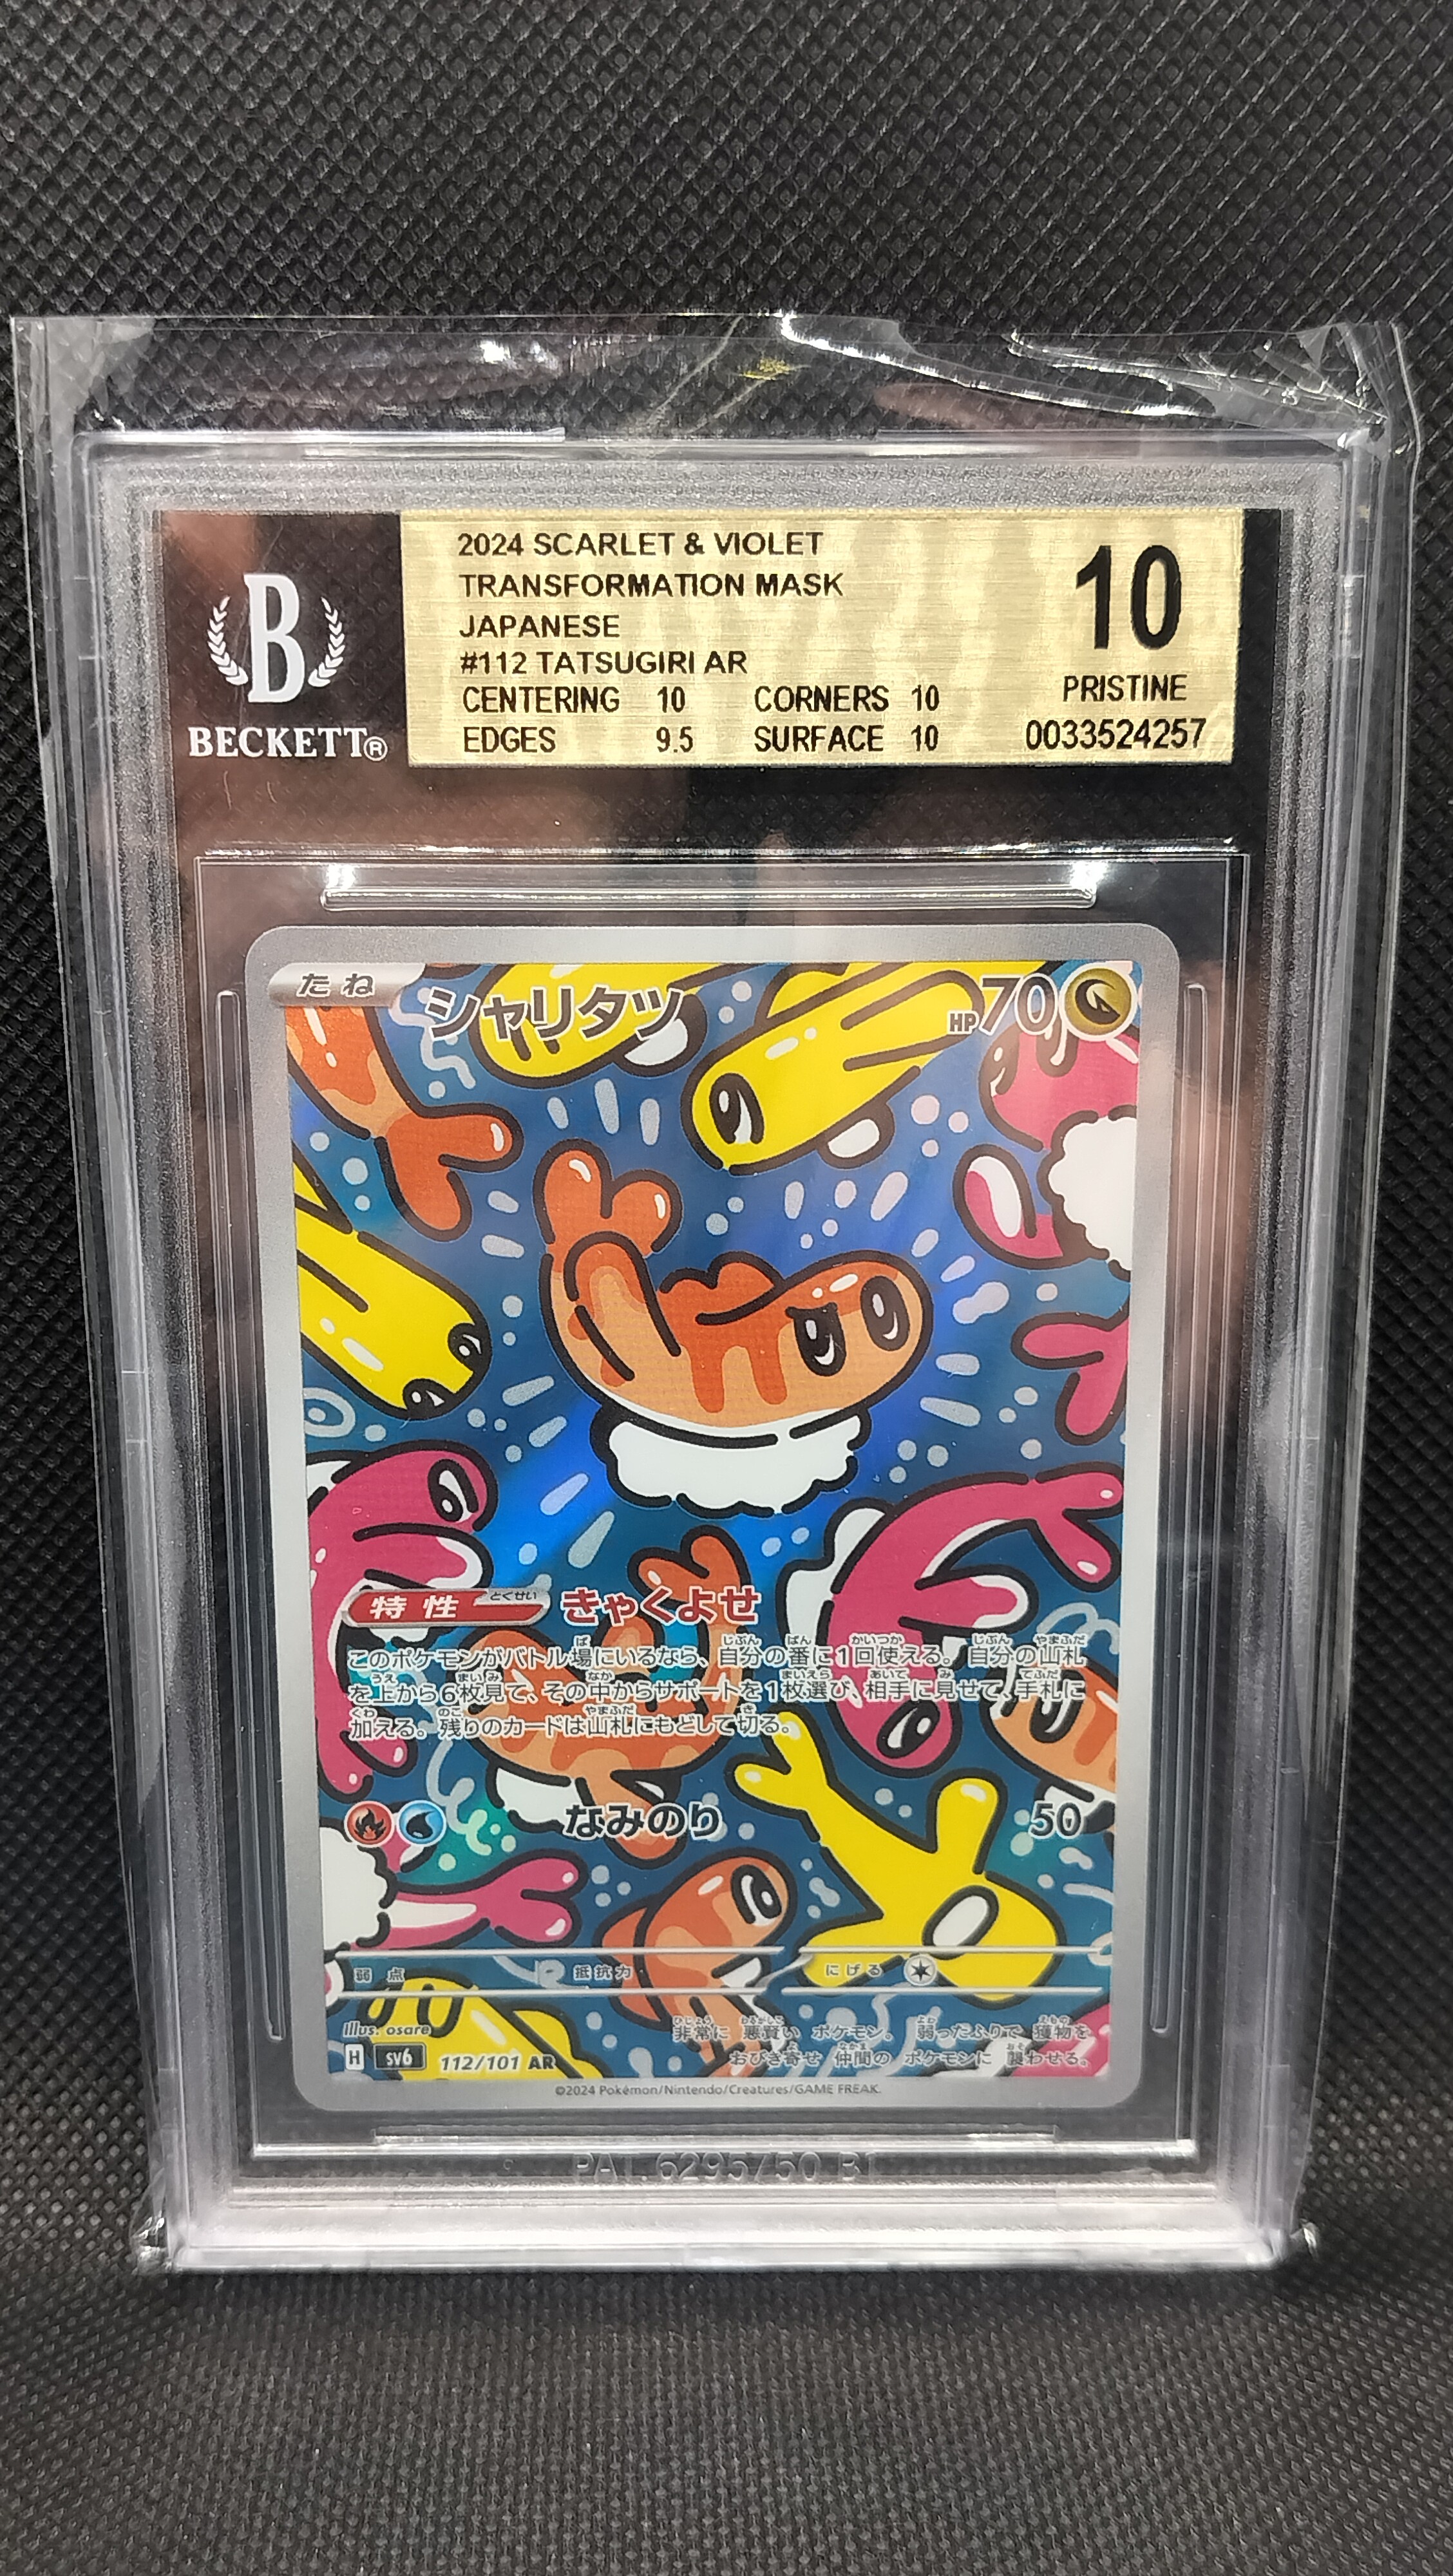 2024 SCARLET & VIOLET
TRANSFORMATION MASK
JAPANESE
#112 TATSUGIRI AR
CENTERING 10 CORNERS 10
EDGES 9.5 SURFACE 10
10
PRISTINE
0033524257
B
BECKETT®
たね シャリタツ HP70
特性 とくせい きゃくよせ
このポケモンがバトル場にいるなら、自分の番に1回使える。自分の山札
を上から6枚見て、その中からサポートを1枚選び、相手に見せて、手札に
加える。残りのカードは山札にもどして切る。
なみのり 50
弱点 抵抗力 にげる
Illus. osare
非常に 悪賢い ポケモン。 弱ったふりで 獲物を
おびき寄せ 仲間の ポケモンに 襲わせる。
H sv6 112/101 AR
©2024 Pokémon/Nintendo/Creatures/GAME FREAK.